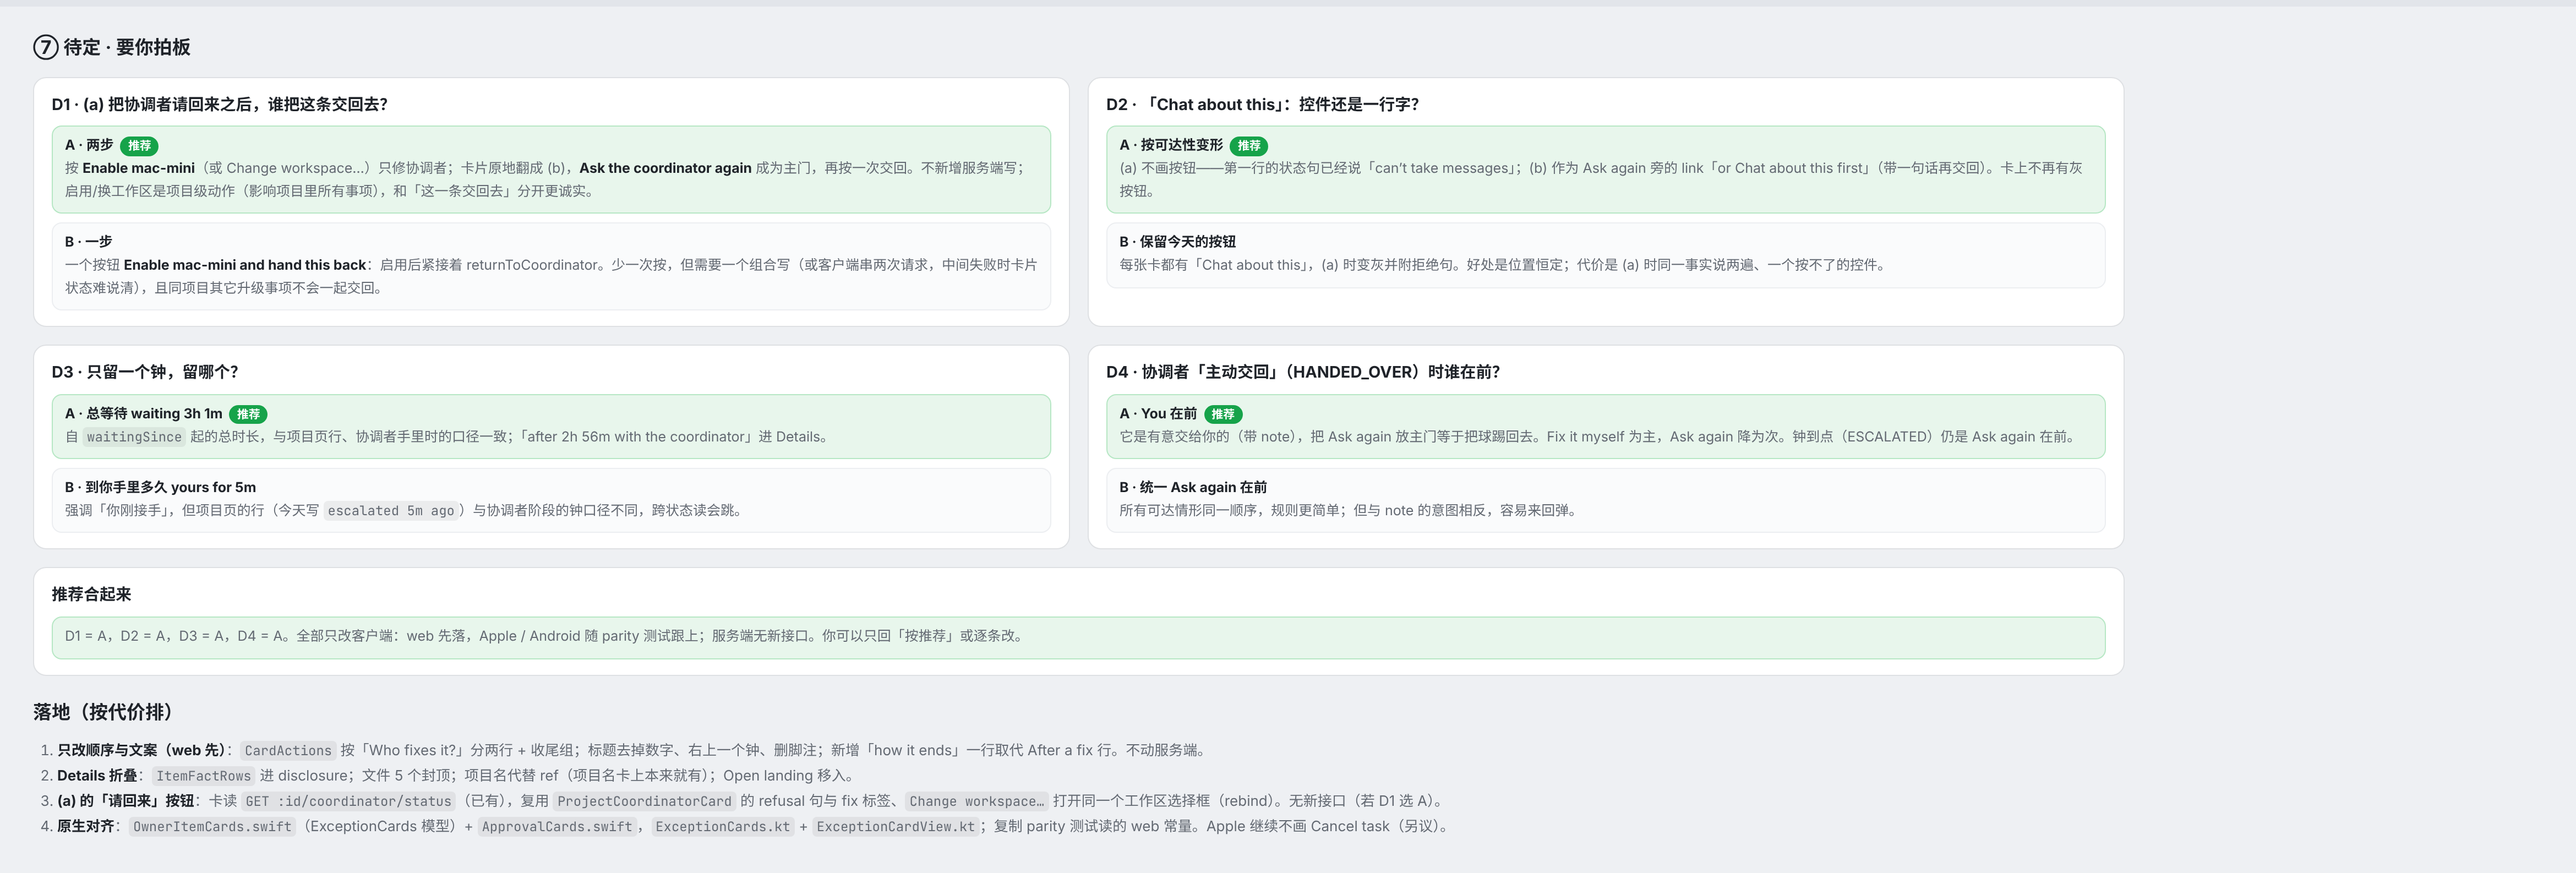 ⑦ 待定 · 要你拍板
D1 · (a) 把协调者请回来之后，谁把这条交回去？
A · 两步 推荐
按 Enable mac-mini（或 Change workspace…）只修协调者；卡片原地翻成 (b)，Ask the coordinator again 成为主门，再按一次交回。不新增服务端写；
启用/换工作区是项目级动作（影响项目里所有事项），和「这一条交回去」分开更诚实。
B · 一步
一个按钮 Enable mac-mini and hand this back：启用后紧接着 returnToCoordinator。少一次按，但需要一个组合写（或客户端串两次请求，中间失败时卡片
状态难说清），且同项目其它升级事项不会一起交回。
D2 · 「Chat about this」：控件还是一行字？
A · 按可达性变形 推荐
(a) 不画按钮——第一行的状态句已经说「can't take messages」；(b) 作为 Ask again 旁的 link「or Chat about this first」（带一句话再交回）。卡上不再有灰
按钮。
B · 保留今天的按钮
每张卡都有「Chat about this」，(a) 时变灰并附拒绝句。好处是位置恒定；代价是 (a) 时同一事实说两遍、一个按不了的控件。
D3 · 只留一个钟，留哪个？
A · 总等待 waiting 3h 1m 推荐
自 waitingSince 起的总时长，与项目页行、协调者手里时的口径一致；「after 2h 56m with the coordinator」进 Details。
B · 到你手里多久 yours for 5m
强调「你刚接手」，但项目页的行（今天写 escalated 5m ago）与协调者阶段的钟口径不同，跨状态读会跳。
D4 · 协调者「主动交回」（HANDED_OVER）时谁在前？
A · You 在前 推荐
它是有意交给你的（带 note），把 Ask again 放主门等于把球踢回去。Fix it myself 为主，Ask again 降为次。钟到点（ESCALATED）仍是 Ask again 在前。
B · 统一 Ask again 在前
所有可达情形同一顺序，规则更简单；但与 note 的意图相反，容易来回弹。
推荐合起来
D1 = A，D2 = A，D3 = A，D4 = A。全部只改客户端：web 先落，Apple / Android 随 parity 测试跟上；服务端无新接口。你可以只回「按推荐」或逐条改。
落地（按代价排）
1. 只改顺序与文案（web 先）：CardActions 按「Who fixes it?」分两行 + 收尾组；标题去掉数字、右上一个钟、删脚注；新增「how it ends」一行取代 After a fix 行。不动服务端。
2. Details 折叠：ItemFactRows 进 disclosure；文件 5 个封顶；项目名代替 ref（项目名卡上本来就有）；Open landing 移入。
3. (a) 的「请回来」按钮：卡读 GET :id/coordinator/status（已有），复用 ProjectCoordinatorCard 的 refusal 句与 fix 标签、Change workspace… 打开同一个工作区选择框（rebind）。无新接口（若 D1 选 A）。
4. 原生对齐：OwnerItemCards.swift（ExceptionCards 模型）+ ApprovalCards.swift，ExceptionCards.kt + ExceptionCardView.kt；复制 parity 测试读的 web 常量。Apple 继续不画 Cancel task（另议）。